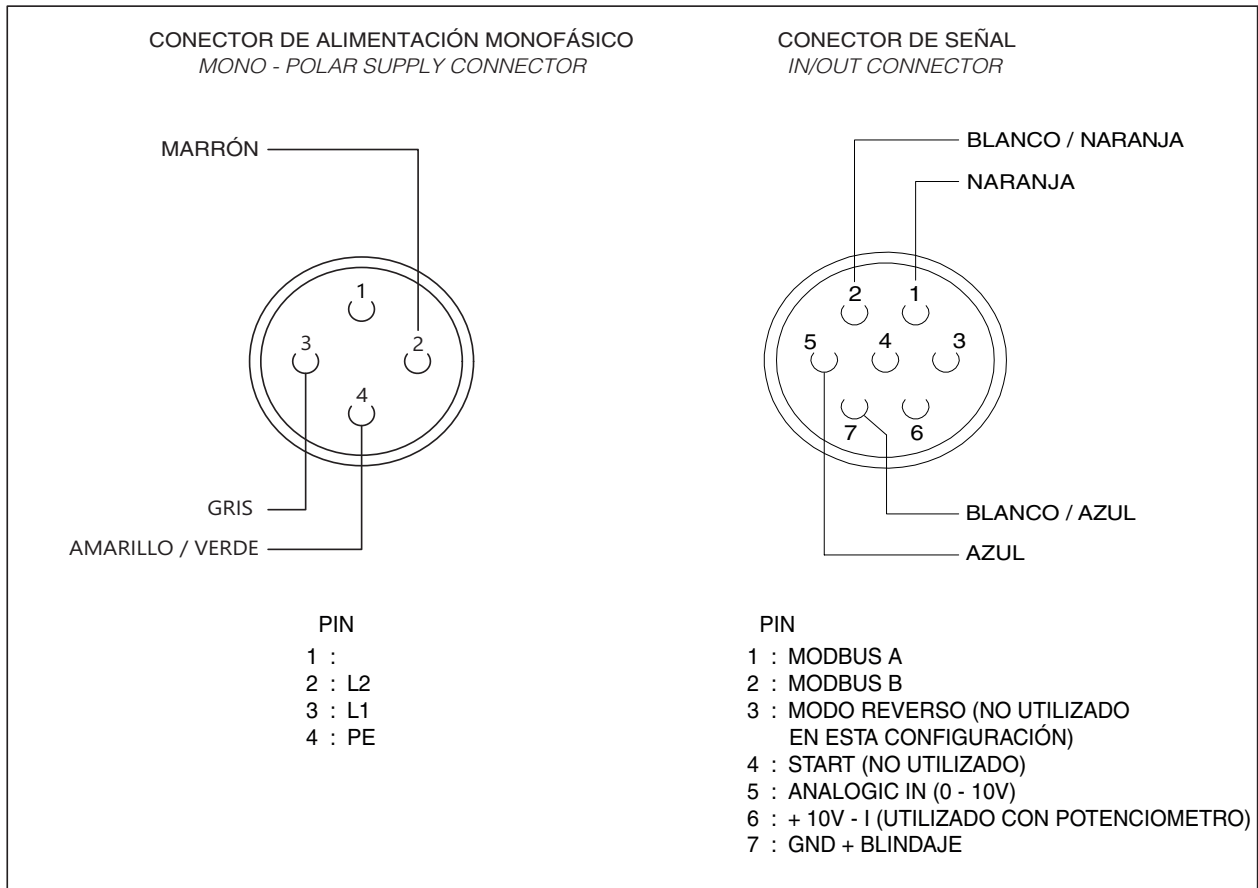 CONECTOR DE ALIMENTACIÓN MONOFÁSICO
MONO - POLAR SUPPLY CONNECTOR
MARRÓN
1
3
2
4
GRIS
AMARILLO / VERDE
PIN
1 :
2 : L2
3 : L1
4 : PE
CONECTOR DE SEÑAL
IN/OUT CONNECTOR
BLANCO / NARANJA
NARANJA
2 1
5 4 3
7 6
BLANCO / AZUL
AZUL
PIN
1 : MODBUS A
2 : MODBUS B
3 : MODO REVERSO (NO UTILIZADO
EN ESTA CONFIGURACIÓN)
4 : START (NO UTILIZADO)
5 : ANALOGIC IN (0 - 10V)
6 : + 10V - I (UTILIZADO CON POTENCIOMETRO)
7 : GND + BLINDAJE